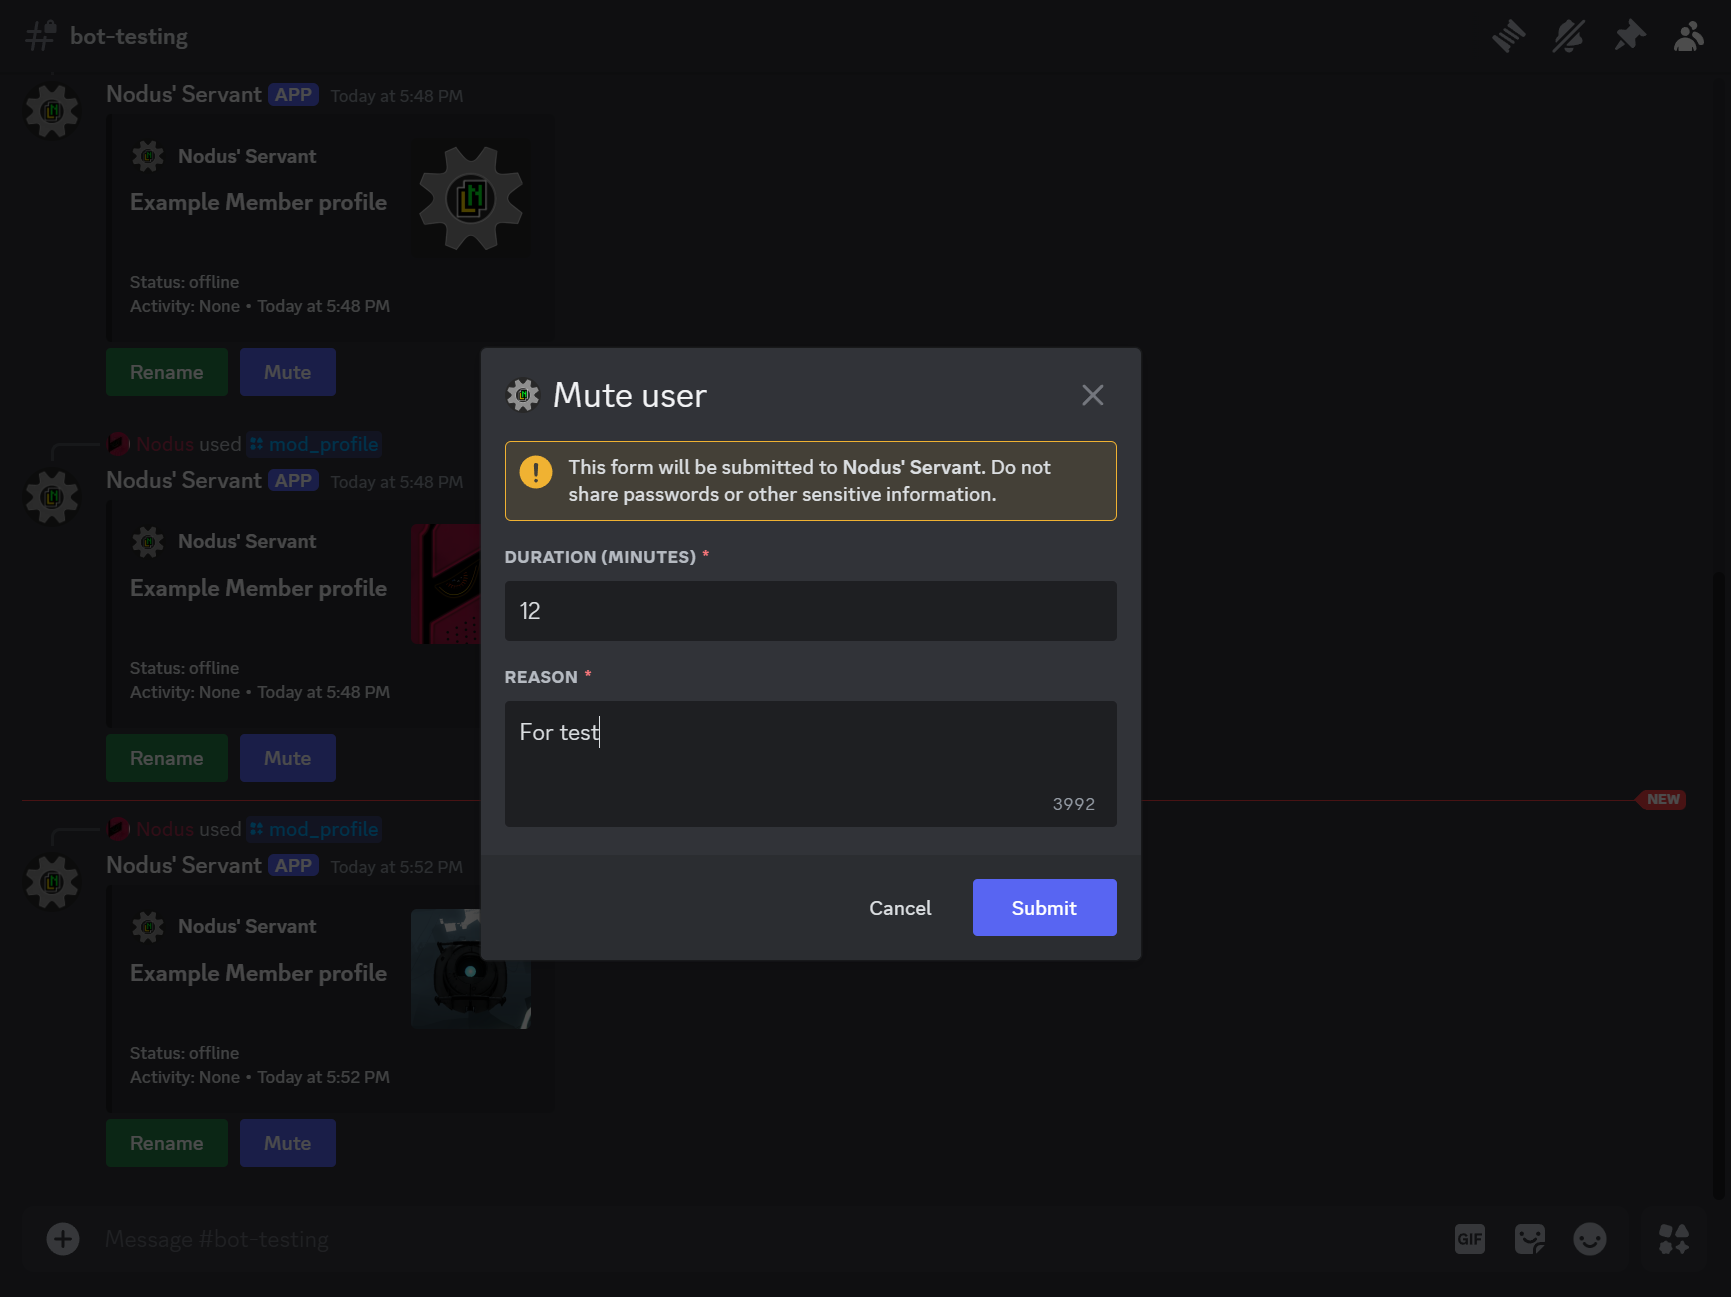 bot-testing
Nodus' Servant APP Today at 5:48 PM
Nodus' Servant
Example Member profile
Status: offline
Activity: None • Today at 5:48 PM
Rename Mute
Nodus used mod_profile
Nodus' Servant APP Today at 5:48 PM
Nodus' Servant
Example Member profile
Status: offline
Activity: None • Today at 5:48 PM
Rename Mute
NEW
Nodus used mod_profile
Nodus' Servant APP Today at 5:52 PM
Nodus' Servant
Example Member profile
Status: offline
Activity: None • Today at 5:52 PM
Rename Mute
Message #bot-testing
GIF
Mute user
This form will be submitted to Nodus' Servant. Do not
share passwords or other sensitive information.
DURATION (MINUTES) *
12
REASON *
For test
3992
Cancel Submit